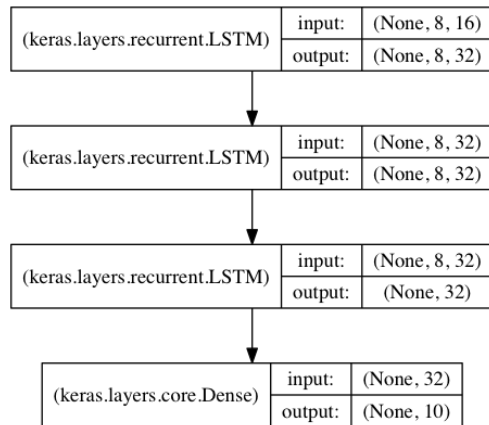 (keras.layers.recurrent.LSTM) input: (None, 8, 16)
output: (None, 8, 32)
(keras.layers.recurrent.LSTM) input: (None, 8, 32)
output: (None, 8, 32)
(keras.layers.recurrent.LSTM) input: (None, 8, 32)
output: (None, 32)
(keras.layers.core.Dense) input: (None, 32)
output: (None, 10)